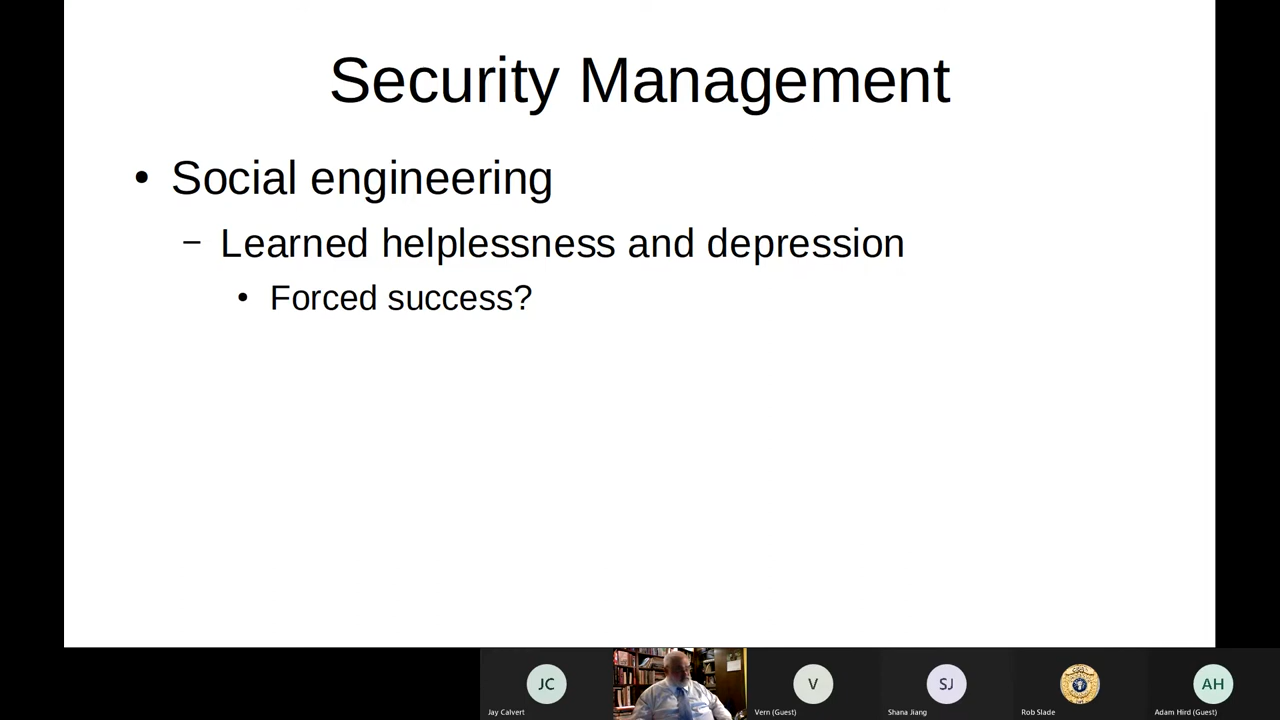 Security Management
• Social engineering
– Learned helplessness and depression
• Forced success?
JC
V
SJ
AH
Jay Calvert
Vern (Guest)
Shana Jiang
Rob Slade
Adam Hird (Guest)